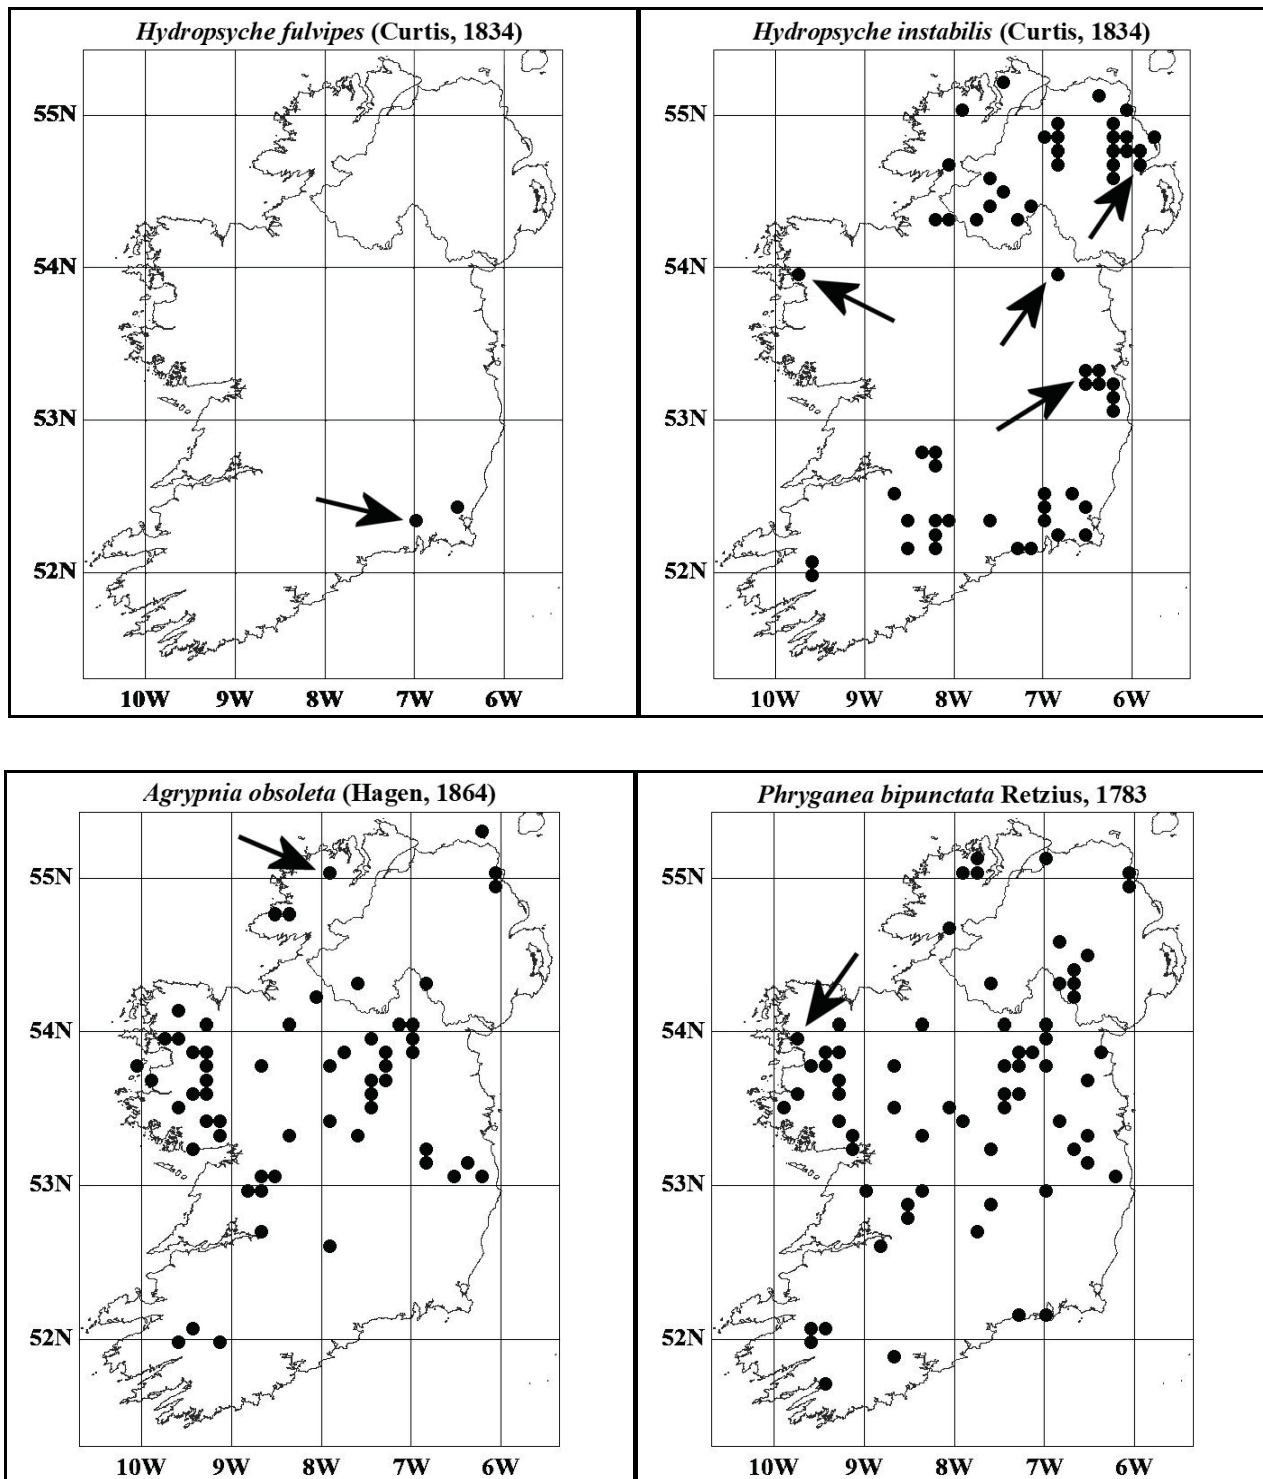 Hydropsyche fulvipes (Curtis, 1834)
55N
54N
53N
52N
10W 9W 8W 7W 6W
Hydropsyche instabilis (Curtis, 1834)
55N
54N
53N
52N
10W 9W 8W 7W 6W
Agrypnia obsoleta (Hagen, 1864)
55N
54N
53N
52N
10W 9W 8W 7W 6W
Phryganea bipunctata Retzius, 1783
55N
54N
53N
52N
10W 9W 8W 7W 6W